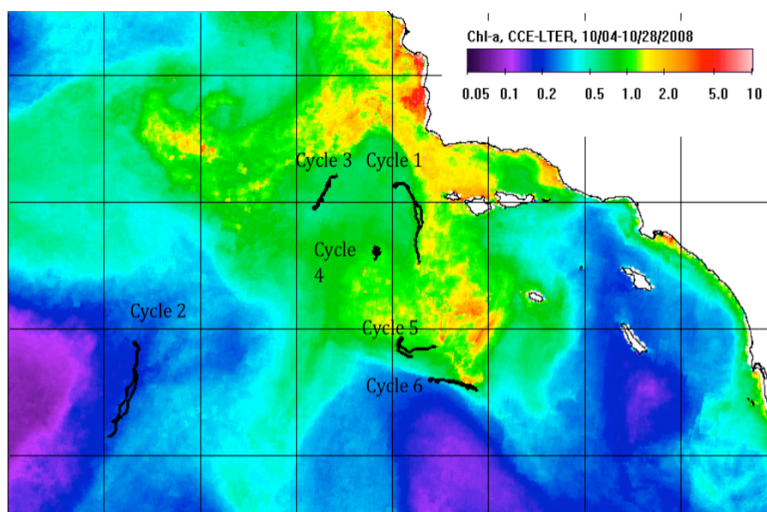 Chl-a, CCE-LTER, 10/04-10/28/2008
0.05 0.1 0.2 0.5 1.0 2.0 5.0 10
Cycle 3 Cycle 1
Cycle
4
Cycle 2
Cycle 5
Cycle 6